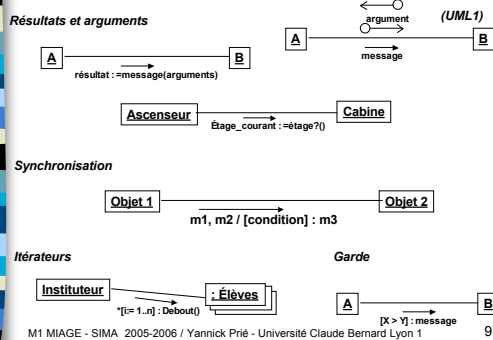 Résultats et arguments
(UML1)
argument
A
B
message
A
B
résultat : =message(arguments)
Ascenseur
Cabine
Étage_courant : =étage?()
Synchronisation
Objet 1
Objet 2
m1, m2 / [condition] : m3
Itérateurs
Garde
Instituteur
: Élèves
*[i:= 1..n] : Debout()
A
B
[X > Y] : message
M1 MIAGE - SIMA 2005-2006 / Yannick Prié - Université Claude Bernard Lyon 1
9